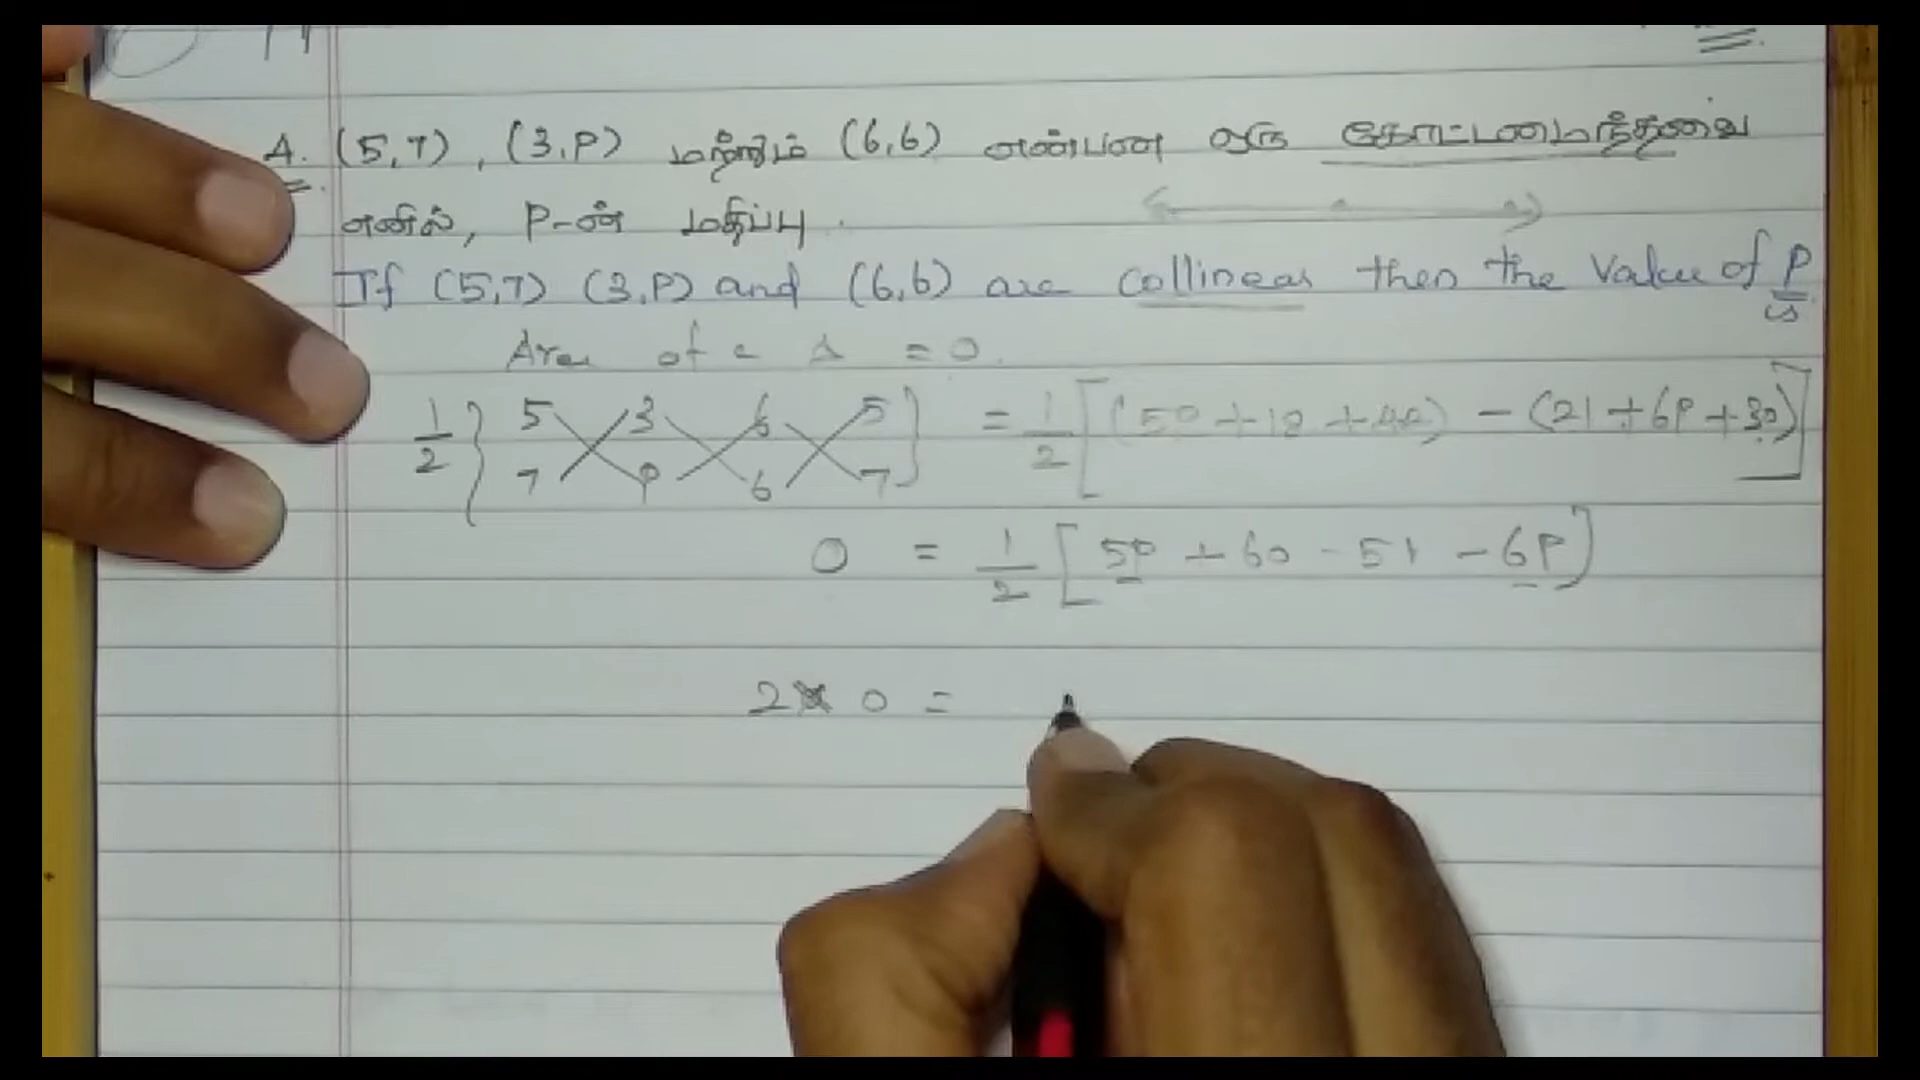 4. (5,7), (3,P) மற்றும் (6,6) என்பன ஒரு கோட்டமைந்தவை
எனில், P-ன் மதிப்பு.
If (5,7) (3,P) and (6,6) are collinear then the value of P is
Area of a Δ = 0.
1/2 { 5 3 6 5 } = 1/2 [(5P + 18 + 42) - (21 + 6P + 30)]
7 P 6 7
0 = 1/2 [5P + 60 - 51 - 6P]
2 × 0 =